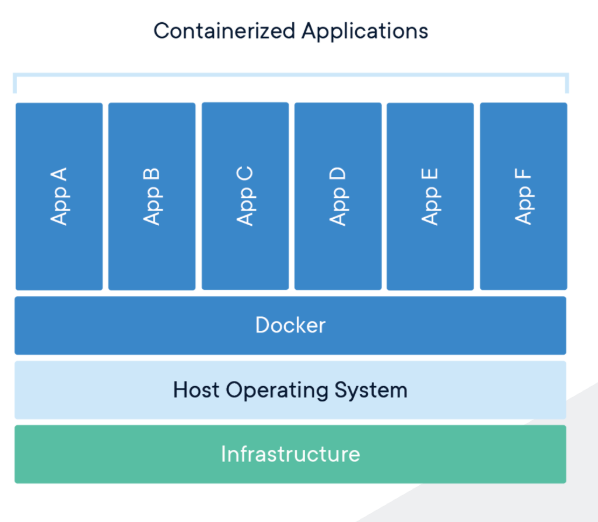 Containerized Applications
App A
App B
App C
App D
App E
App F
Docker
Host Operating System
Infrastructure